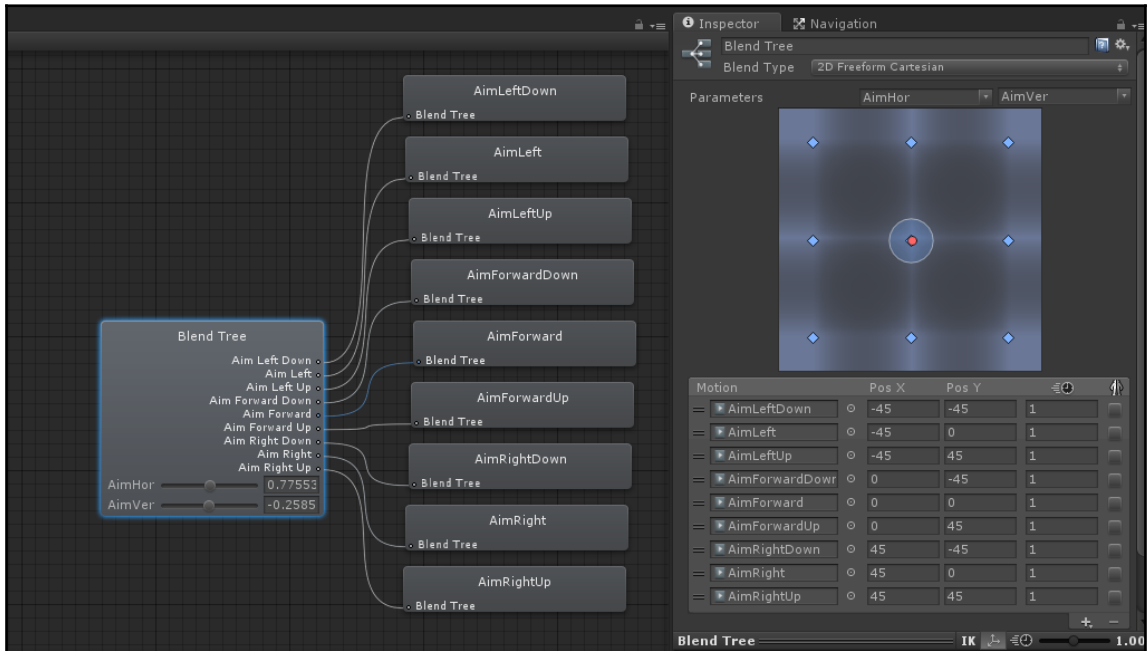 AimLeftDown
Blend Tree
AimLeft
Blend Tree
AimLeftUp
Blend Tree
AimForwardDown
Blend Tree
AimForward
Blend Tree
AimForwardUp
Blend Tree
AimRightDown
Blend Tree
AimRight
Blend Tree
AimRightUp
Blend Tree
Blend Tree
Aim Left Down
Aim Left
Aim Left Up
Aim Forward Down
Aim Forward
Aim Forward Up
Aim Right Down
Aim Right
Aim Right Up
AimHor 0.77553
AimVer -0.2585
Inspector Navigation
Blend Tree
Blend Type 2D Freeform Cartesian
Parameters AimHor AimVer
Motion Pos X Pos Y
AimLeftDown -45 -45 1
AimLeft -45 0 1
AimLeftUp -45 45 1
AimForwardDowr 0 -45 1
AimForward 0 0 1
AimForwardUp 0 45 1
AimRightDown 45 -45 1
AimRight 45 0 1
AimRightUp 45 45 1
Blend Tree IK 1.00